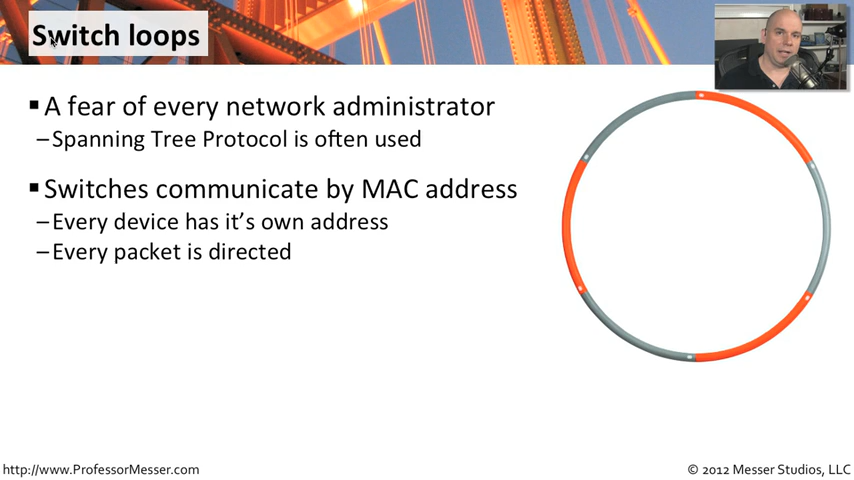 Switch loops
▪ A fear of every network administrator
– Spanning Tree Protocol is often used
▪ Switches communicate by MAC address
– Every device has it’s own address
– Every packet is directed
http://www.ProfessorMesser.com
© 2012 Messer Studios, LLC